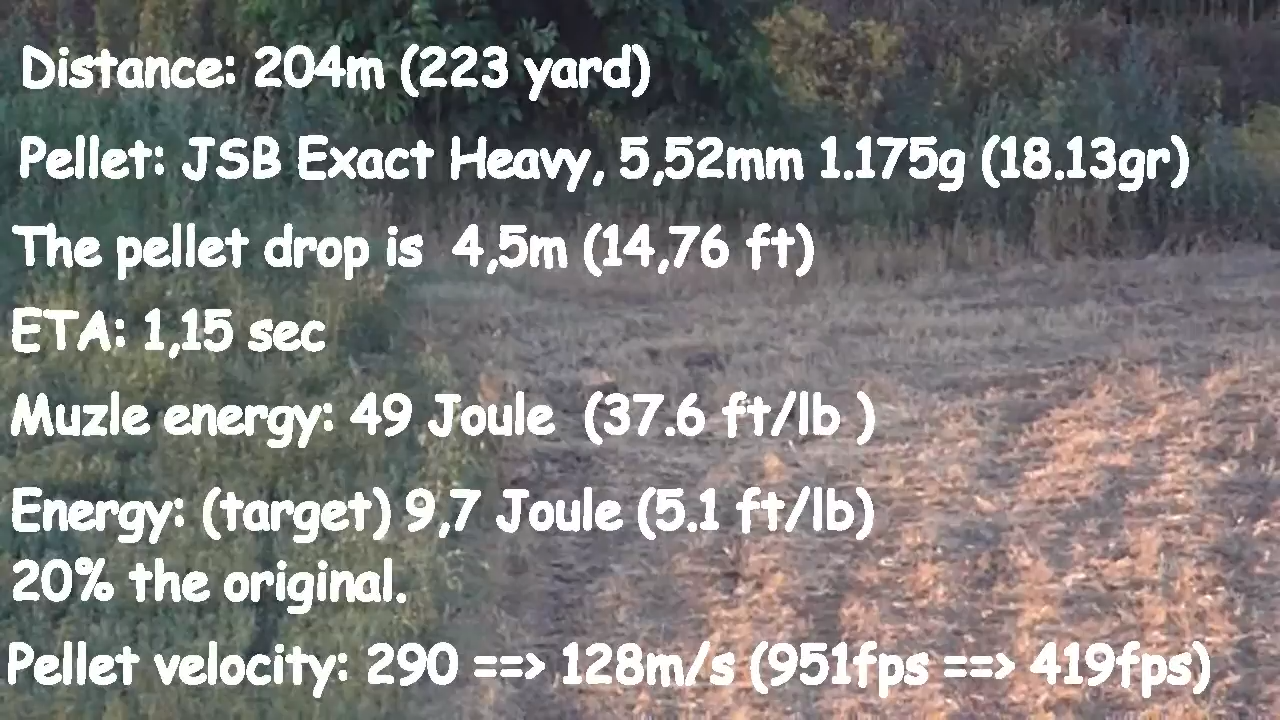 Distance: 204m (223 yard)
Pellet: JSB Exact Heavy, 5,52mm 1.175g (18.13gr)
The pellet drop is 4,5m (14,76 ft)
ETA: 1,15 sec
Muzle energy: 49 Joule (37.6 ft/lb )
Energy: (target) 9,7 Joule (5.1 ft/lb)
20% the original.
Pellet velocity: 290 ==> 128m/s (951fps ==> 419fps)